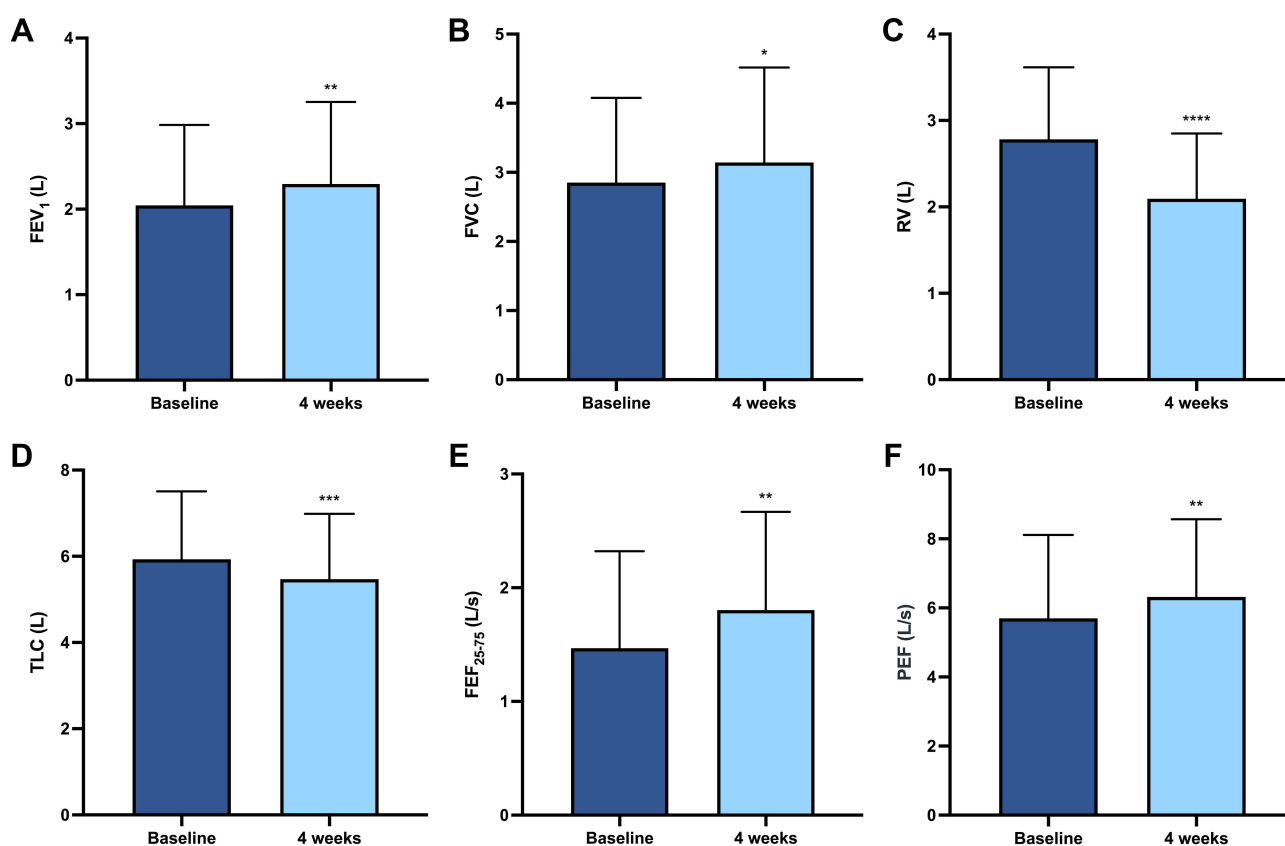 A
FEV1 (L)
4
3
2
1
0
**
Baseline 4 weeks
B
FVC (L)
5
4
3
2
1
0
*
Baseline 4 weeks
C
RV (L)
4
3
2
1
0
****
Baseline 4 weeks
D
TLC (L)
8
6
4
2
0
***
Baseline 4 weeks
E
FEF25-75 (L/s)
3
2
1
0
**
Baseline 4 weeks
F
PEF (L/s)
10
8
6
4
2
0
**
Baseline 4 weeks